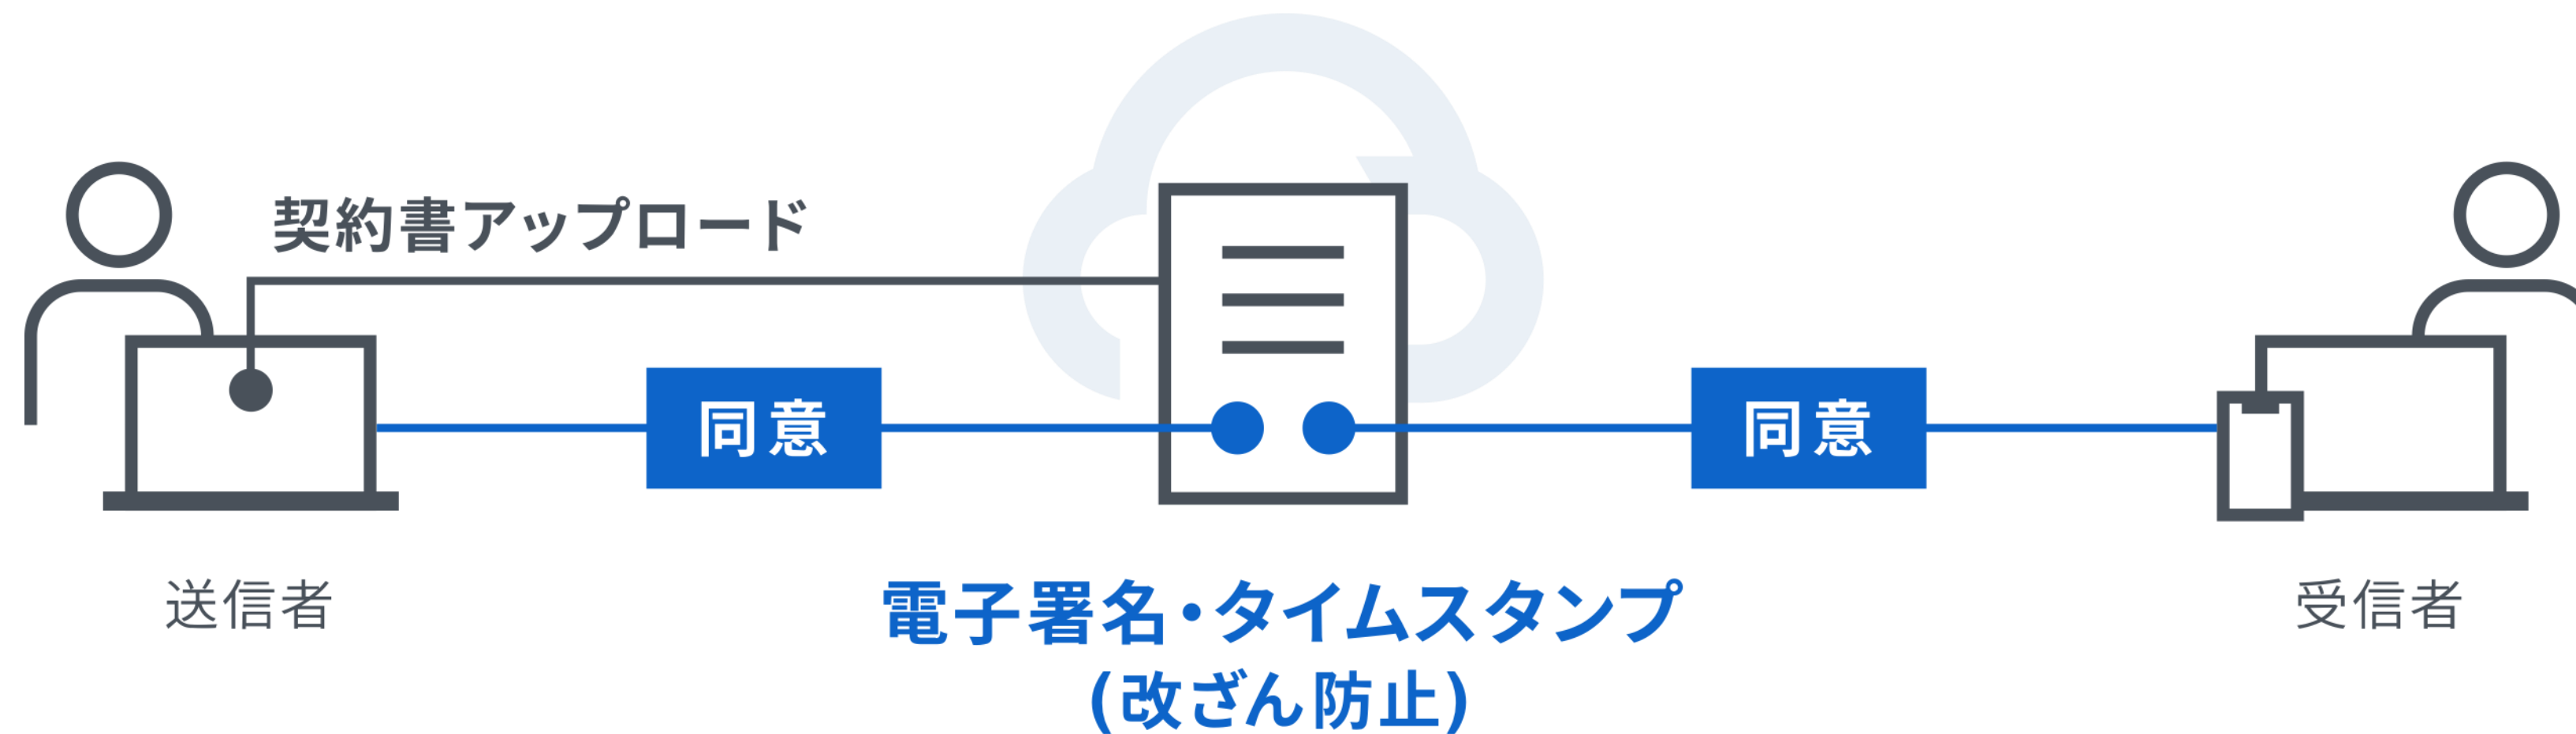 契約書アップロード
同意
同意
送信者
電子署名・タイムスタンプ
(改ざん防止)
受信者